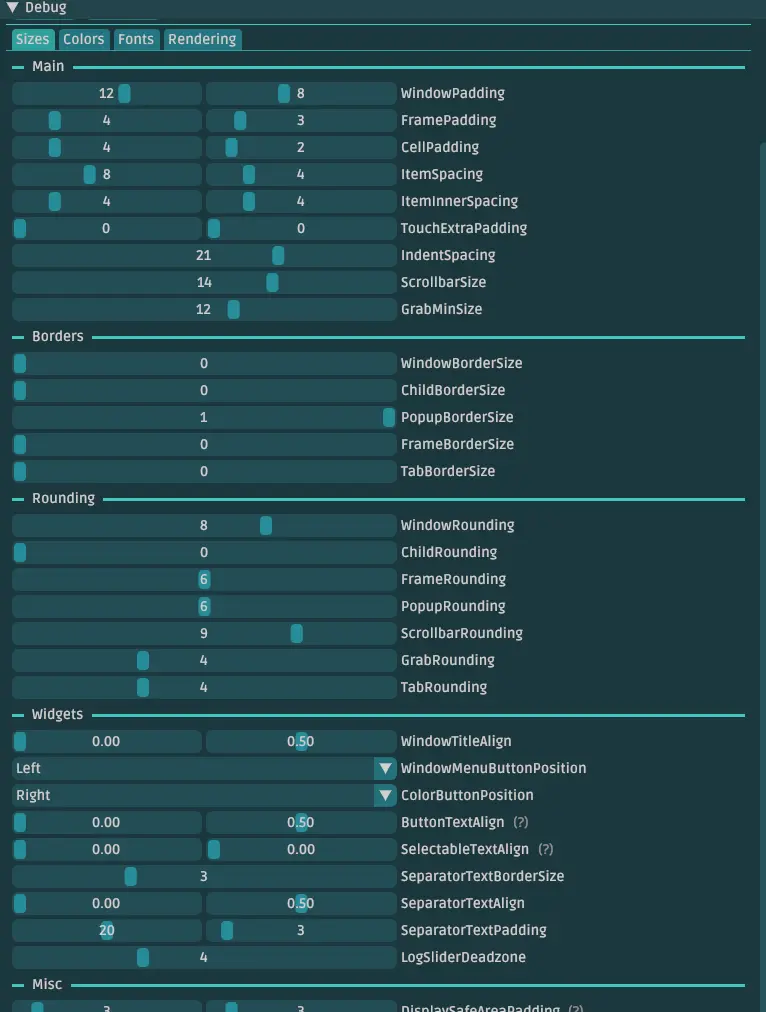 Debug
Sizes Colors Fonts Rendering
Main
12 8 WindowPadding
4 3 FramePadding
4 2 CellPadding
8 4 ItemSpacing
4 4 ItemInnerSpacing
0 0 TouchExtraPadding
21 IndentSpacing
14 ScrollbarSize
12 GrabMinSize
Borders
0 WindowBorderSize
0 ChildBorderSize
1 PopupBorderSize
0 FrameBorderSize
0 TabBorderSize
Rounding
8 WindowRounding
0 ChildRounding
6 FrameRounding
6 PopupRounding
9 ScrollbarRounding
4 GrabRounding
4 TabRounding
Widgets
0.00 0.50 WindowTitleAlign
Left WindowMenuButtonPosition
Right ColorButtonPosition
0.00 0.50 ButtonTextAlign (?)
0.00 0.00 SelectableTextAlign (?)
3 SeparatorTextBorderSize
0.00 0.50 SeparatorTextAlign
20 3 SeparatorTextPadding
4 LogSliderDeadzone
Misc
3 3 DisplaySafeAreaPadding (?)